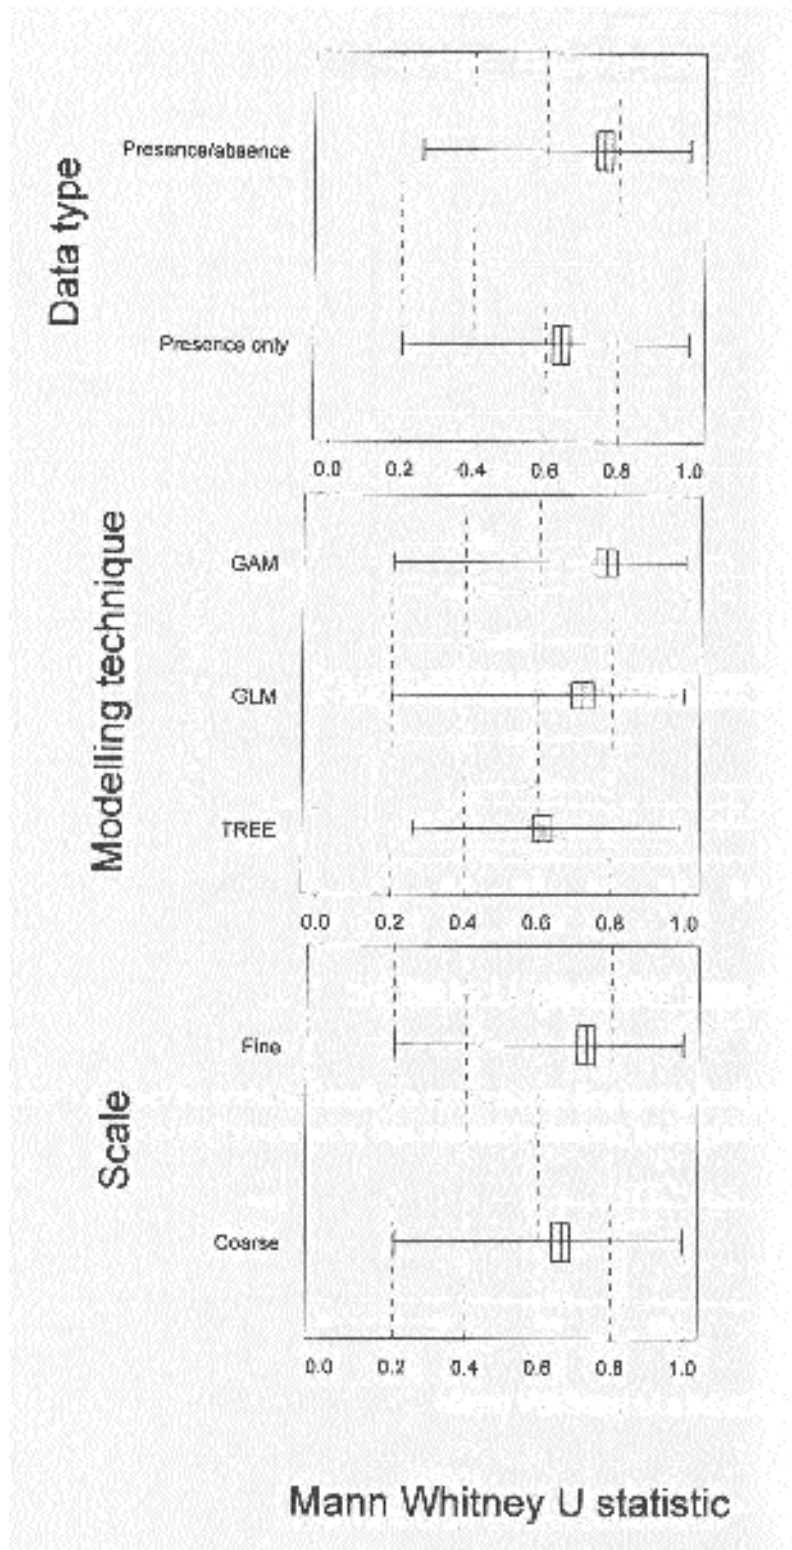 Data type
Presence/absence
Presence only
0.0 0.2 0.4 0.6 0.8 1.0
Modelling technique
GAM
GLM
TREE
0.0 0.2 0.4 0.6 0.8 1.0
Scale
Fine
Coarse
0.0 0.2 0.4 0.6 0.8 1.0
Mann Whitney U statistic